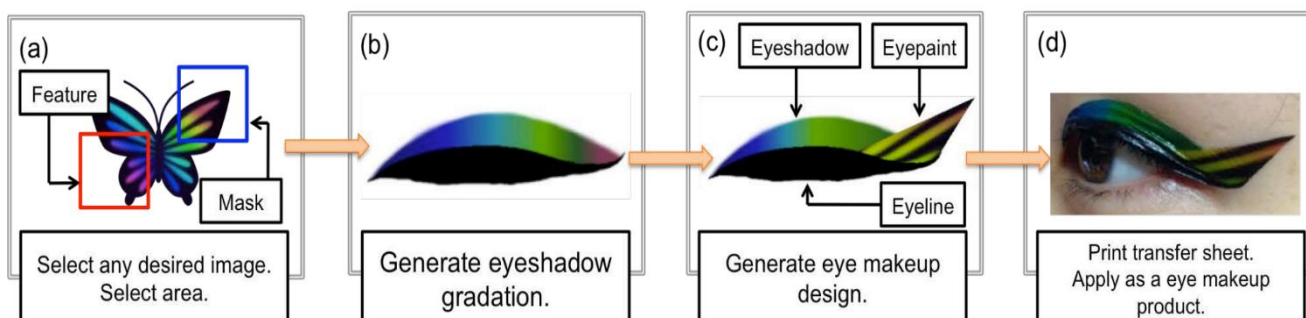 (a)
Feature
Mask
Select any desired image.
Select area.
(b)
Generate eyeshadow
gradation.
(c)
Eyeshadow
Eyepaint
Eyeline
Generate eye makeup
design.
(d)
Print transfer sheet.
Apply as a eye makeup
product.